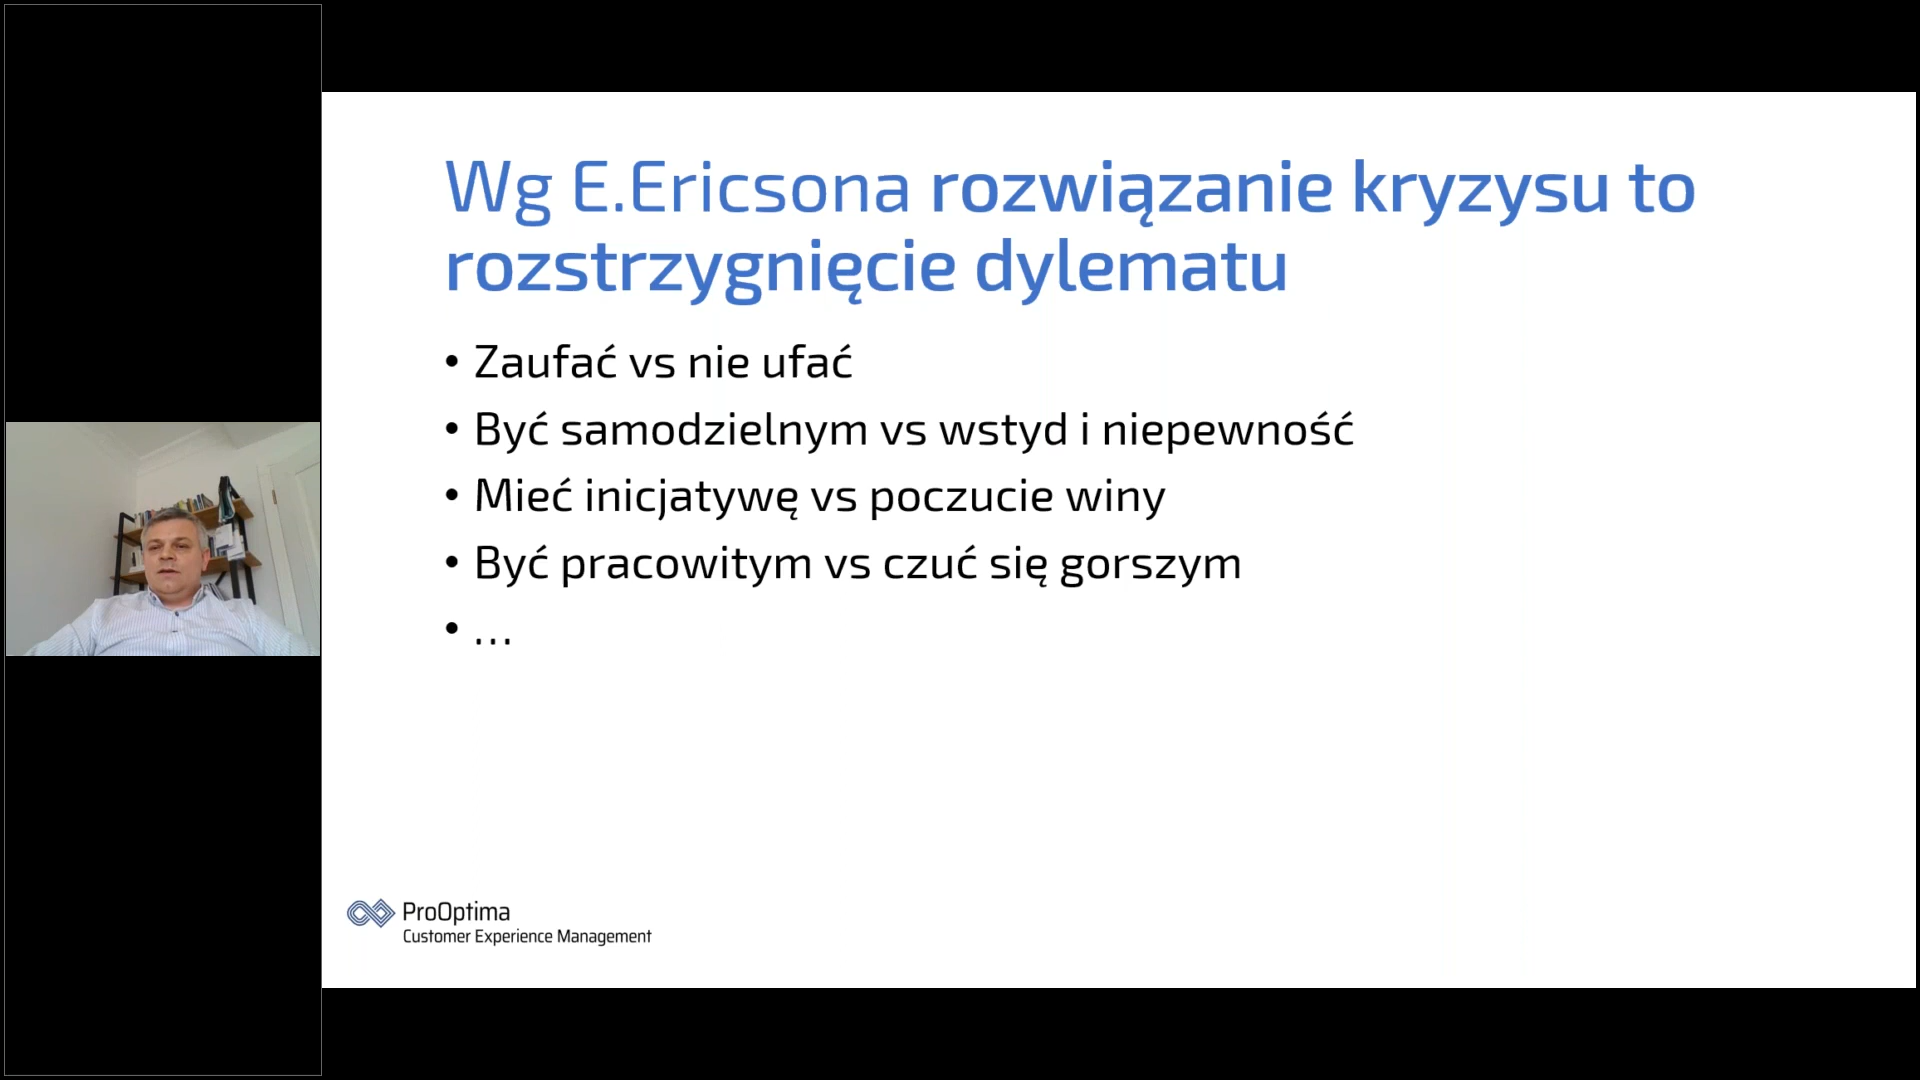 Wg E.Ericsona rozwiązanie kryzysu to
rozstrzygnięcie dylematu
• Zaufać vs nie ufać
• Być samodzielnym vs wstyd i niepewność
• Mieć inicjatywę vs poczucie winy
• Być pracowitym vs czuć się gorszym
• ...
ProOptima
Customer Experience Management